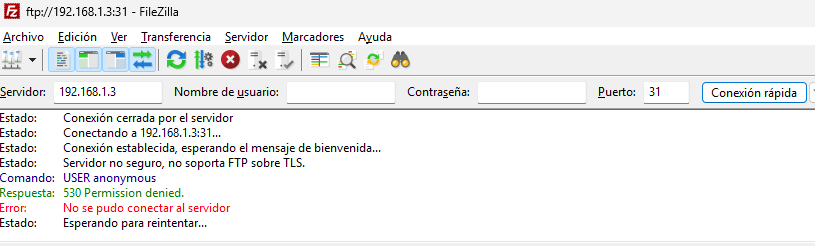 ftp://192.168.1.3:31 - FileZilla
Archivo Edición Ver Transferencia Servidor Marcadores Ayuda
Servidor: 192.168.1.3 Nombre de usuario: Contraseña: Puerto: 31 Conexión rápida
Estado: Conexión cerrada por el servidor
Estado: Conectando a 192.168.1.3:31...
Estado: Conexión establecida, esperando el mensaje de bienvenida...
Estado: Servidor no seguro, no soporta FTP sobre TLS.
Comando: USER anonymous
Respuesta: 530 Permission denied.
Error: No se pudo conectar al servidor
Estado: Esperando para reintentar...